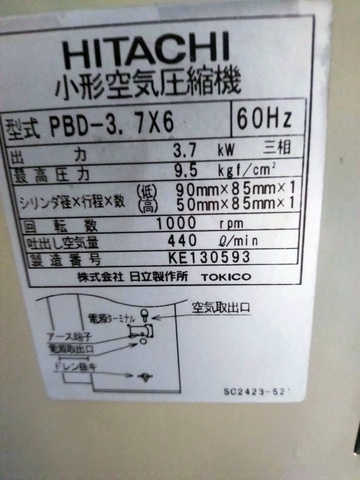 HITACHI
小形空気圧縮機
型式 PBD-3.7X6 60Hz
出力 3.7 kW 三相
最高圧力 9.5 kgf/cm²
シリンダ径×行程×数 (低) 90mm×85mm×1
(高) 50mm×85mm×1
回転数 1000 rpm
吐出し空気量 440 ℓ/min
製造番号 KE130593
株式会社 日立製作所 TOKICO
空気取出口
電源ターミナル
アース端子
電源取出口
ドレン抜キ
SC2423-52